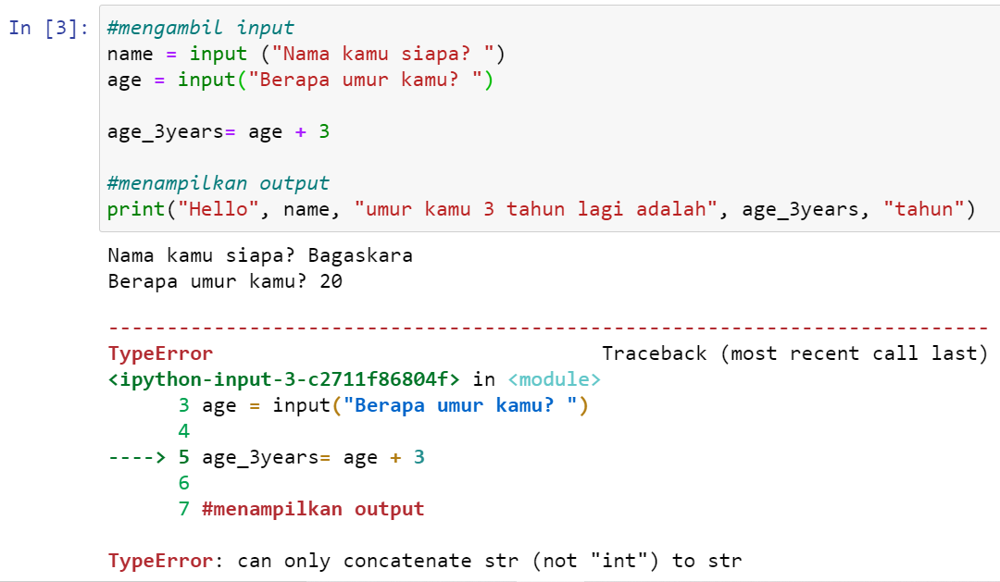 In [3]: #mengambil input
name = input ("Nama kamu siapa? ")
age = input("Berapa umur kamu? ")
age_3years= age + 3
#menampilkan output
print("Hello", name, "umur kamu 3 tahun lagi adalah", age_3years, "tahun")
Nama kamu siapa? Bagaskara
Berapa umur kamu? 20
---------------------------------------------------------------------------
TypeError Traceback (most recent call last)
<ipython-input-3-c2711f86804f> in <module>
3 age = input("Berapa umur kamu? ")
4
----> 5 age_3years= age + 3
6
7 #menampilkan output
TypeError: can only concatenate str (not "int") to str